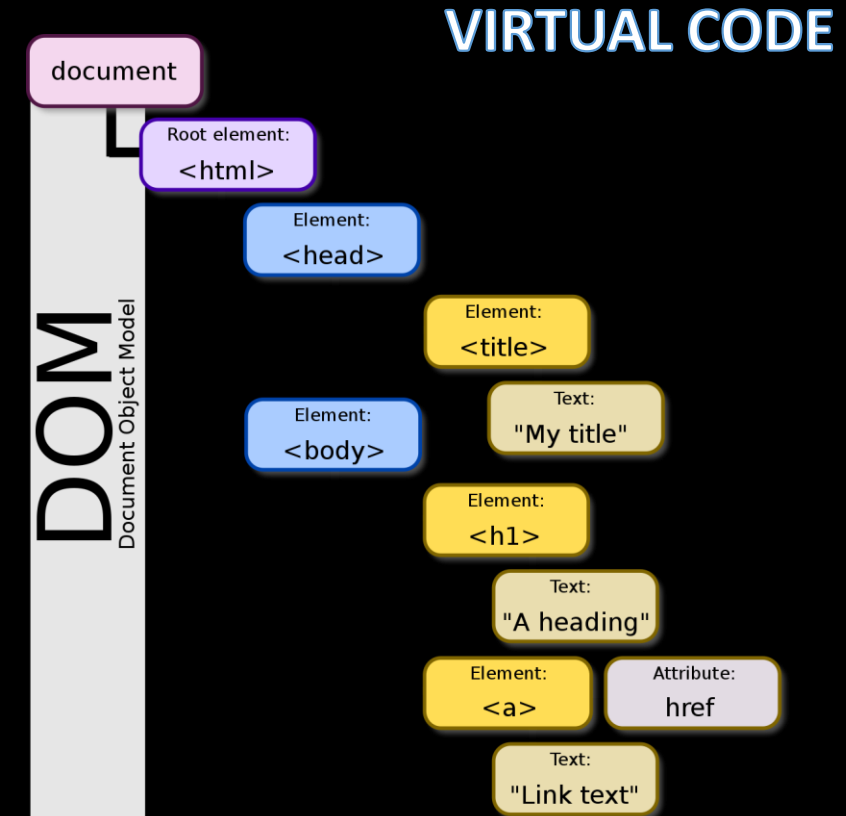 VIRTUAL CODE
document
Root element:
<html>
Element:
<head>
Element:
<title>
Text:
"My title"
Element:
<body>
Element:
<h1>
Text:
"A heading"
Element:
<a>
Attribute:
href
Text:
"Link text"
DOM
Document Object Model